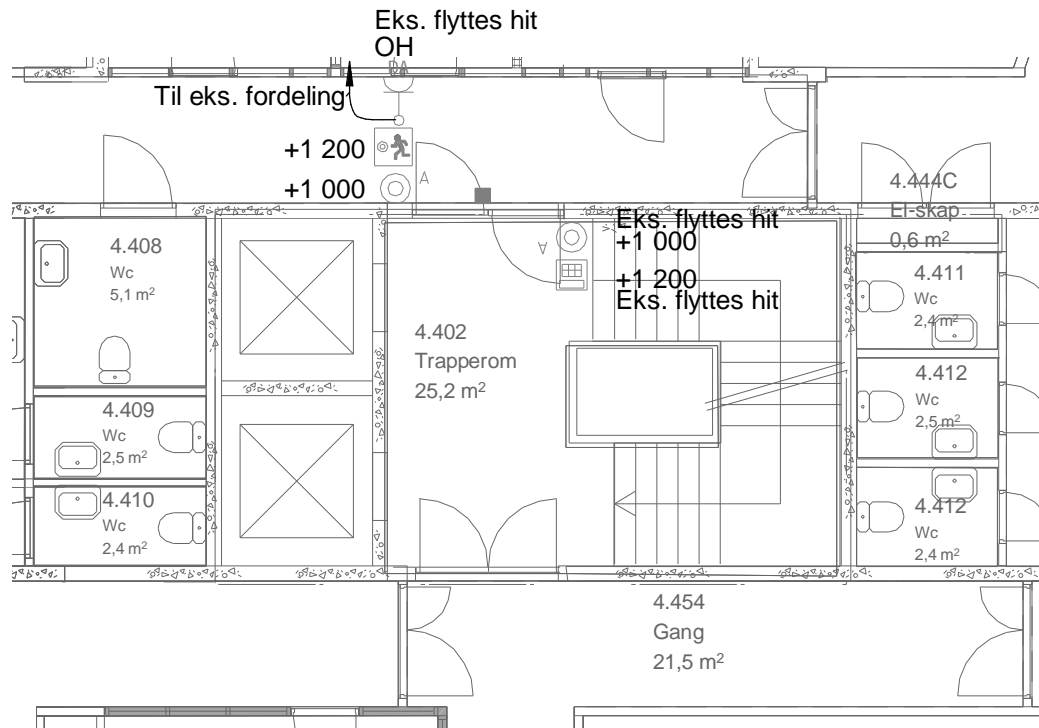 Eks. flyttes hit
OH
DA
Til eks. fordeling
+1 200
+1 000
A
4.444C
El-skap
0,6 m²
Eks. flyttes hit
+1 000
A
+1 200
Eks. flyttes hit
4.408
Wc
5,1 m²
4.411
Wc
2,4 m²
4.402
Trapperom
25,2 m²
4.412
Wc
2,5 m²
4.409
Wc
2,5 m²
4.410
Wc
2,4 m²
4.412
Wc
2,4 m²
4.454
Gang
21,5 m²